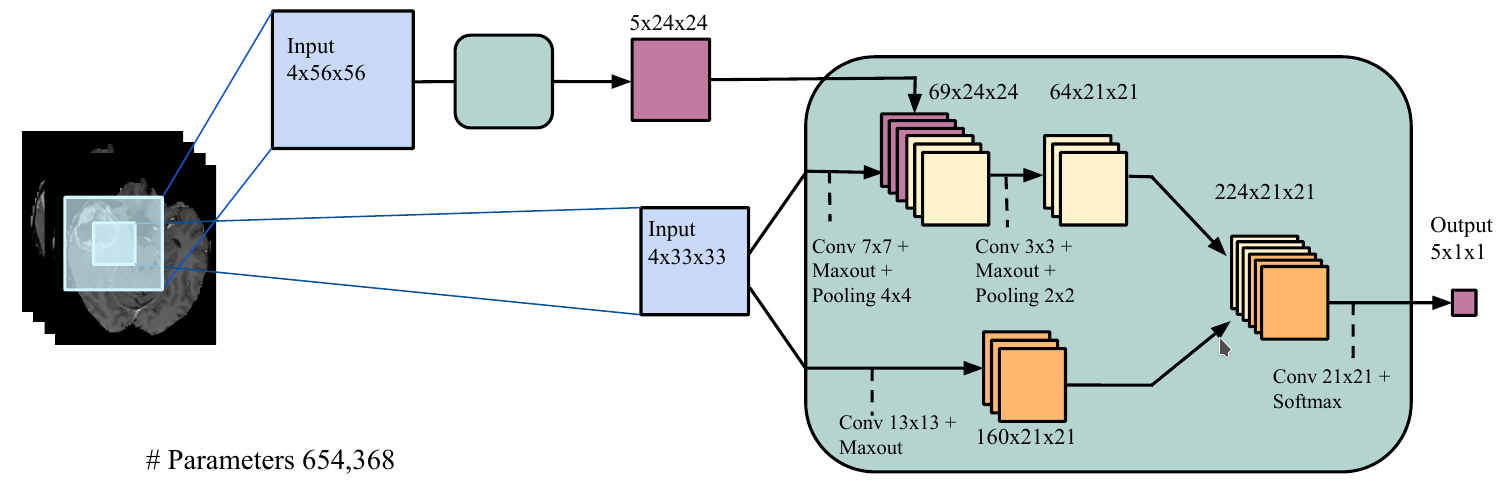 5x24x24
Input
4x56x56
69x24x24
64x21x21
224x21x21
Input
4x33x33
Output
5x1x1
Conv 7x7 +
Maxout +
Pooling 4x4
Conv 3x3 +
Maxout +
Pooling 2x2
Conv 21x21 +
Softmax
Conv 13x13 +
Maxout
160x21x21
# Parameters 654,368